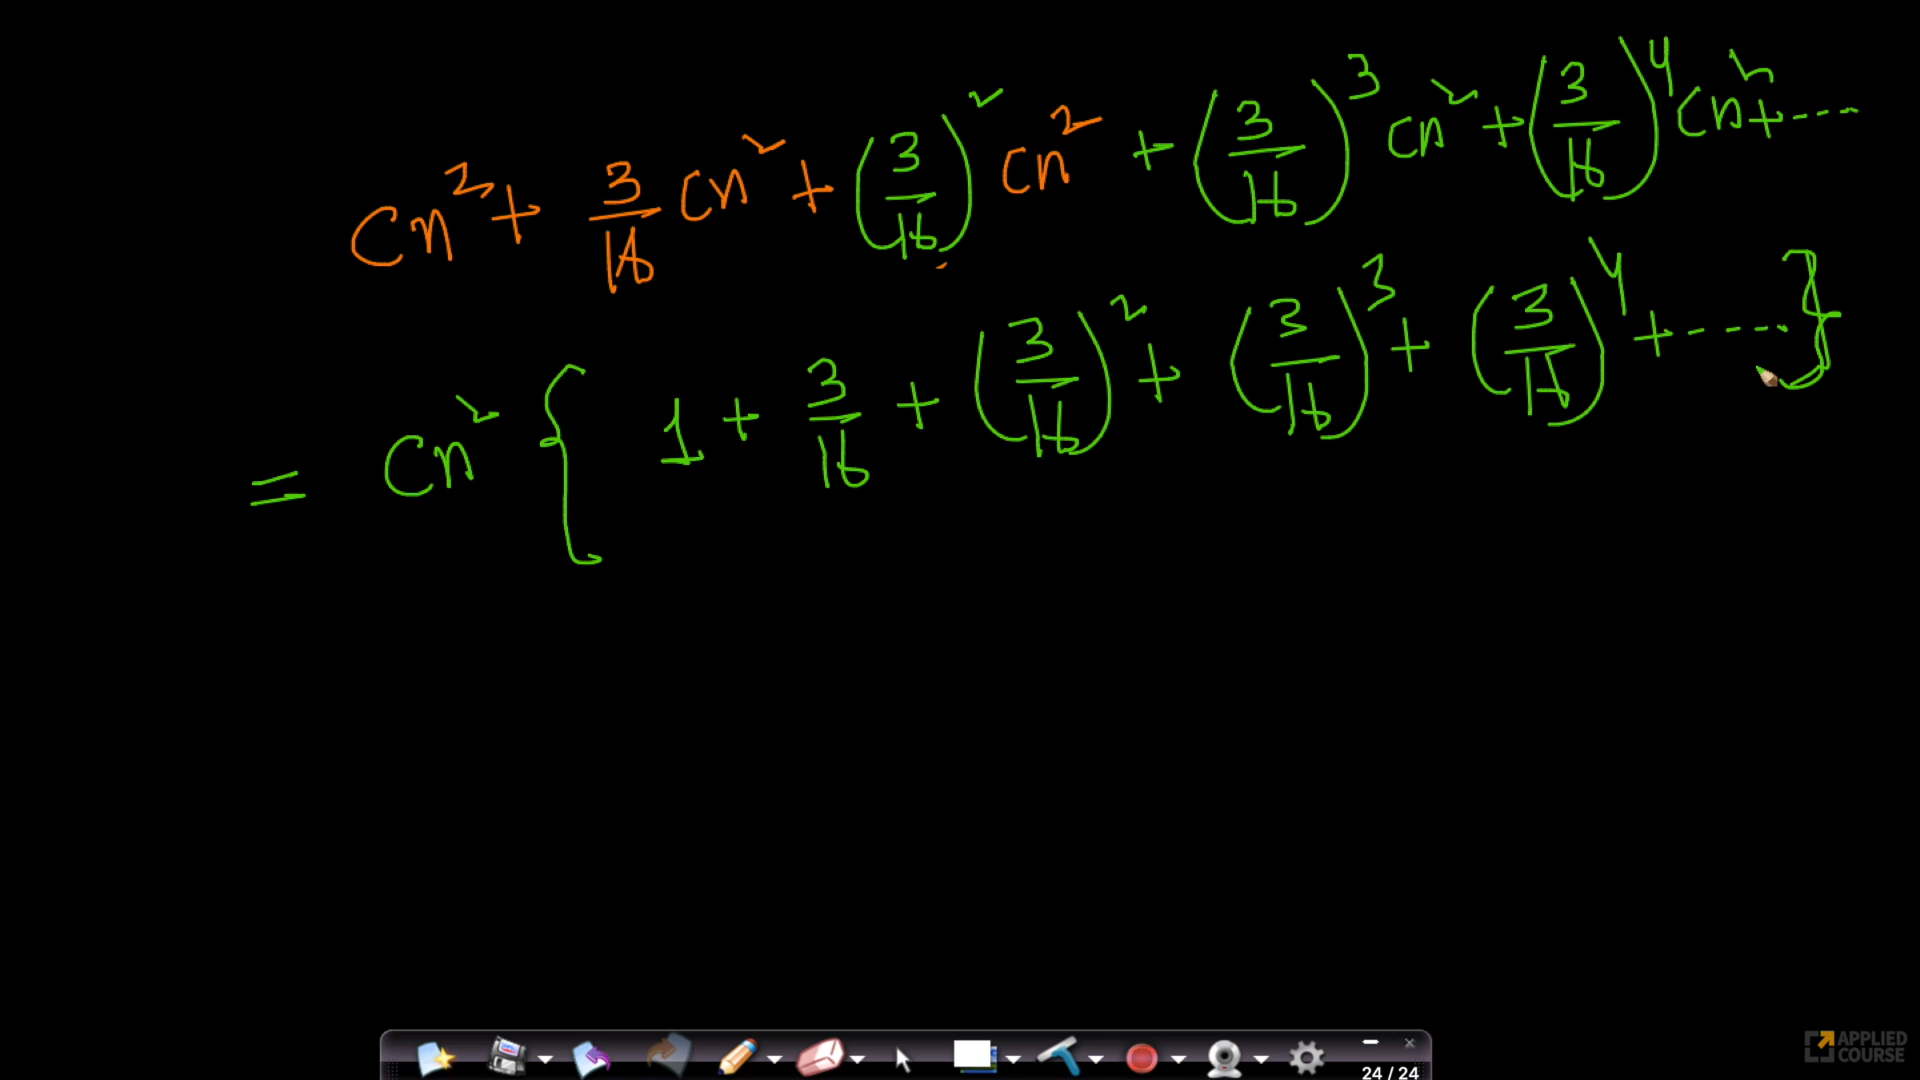 Cn² + 3/16 Cn² + (3/16)² Cn² + (3/16)³ Cn² + (3/16)⁴ Cn² + ----
= Cn² { 1 + 3/16 + (3/16)² + (3/16)³ + (3/16)⁴ + ----- }
24 / 24
APPLIED
COURSE